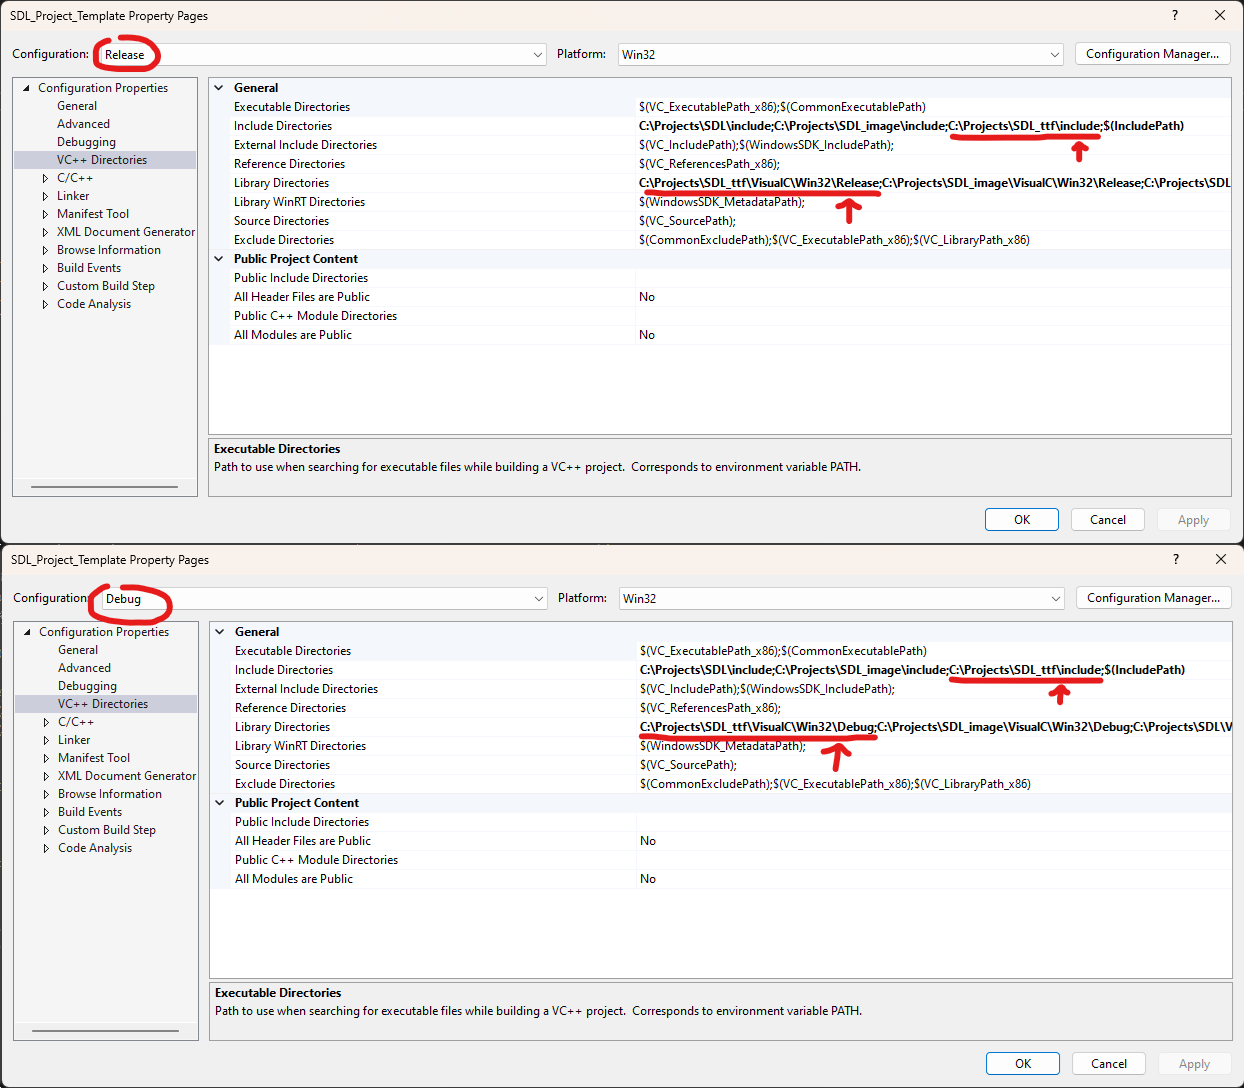 SDL_Project_Template Property Pages
Configuration: Release Platform: Win32 Configuration Manager...
Configuration Properties
General
Advanced
Debugging
VC++ Directories
C/C++
Linker
Manifest Tool
XML Document Generator
Browse Information
Build Events
Custom Build Step
Code Analysis
General
Executable Directories $(VC_ExecutablePath_x86);$(CommonExecutablePath)
Include Directories C:\Projects\SDL\include;C:\Projects\SDL_image\include;C:\Projects\SDL_ttf\include;$(IncludePath)
External Include Directories $(VC_IncludePath);$(WindowsSDK_IncludePath);
Reference Directories $(VC_ReferencesPath_x86);
Library Directories C:\Projects\SDL_ttf\VisualC\Win32\Release;C:\Projects\SDL_image\VisualC\Win32\Release;C:\Projects\SDL
Library WinRT Directories $(WindowsSDK_MetadataPath);
Source Directories $(VC_SourcePath);
Exclude Directories $(CommonExcludePath);$(VC_ExecutablePath_x86);$(VC_LibraryPath_x86)
Public Project Content
Public Include Directories
All Header Files are Public No
Public C++ Module Directories
All Modules are Public No
Executable Directories
Path to use when searching for executable files while building a VC++ project. Corresponds to environment variable PATH.
OK Cancel Apply
SDL_Project_Template Property Pages
Configuration: Debug Platform: Win32 Configuration Manager...
Configuration Properties
General
Advanced
Debugging
VC++ Directories
C/C++
Linker
Manifest Tool
XML Document Generator
Browse Information
Build Events
Custom Build Step
Code Analysis
General
Executable Directories $(VC_ExecutablePath_x86);$(CommonExecutablePath)
Include Directories C:\Projects\SDL\include;C:\Projects\SDL_image\include;C:\Projects\SDL_ttf\include;$(IncludePath)
External Include Directories $(VC_IncludePath);$(WindowsSDK_IncludePath);
Reference Directories $(VC_ReferencesPath_x86);
Library Directories C:\Projects\SDL_ttf\VisualC\Win32\Debug;C:\Projects\SDL_image\VisualC\Win32\Debug;C:\Projects\SDL\V
Library WinRT Directories $(WindowsSDK_MetadataPath);
Source Directories $(VC_SourcePath);
Exclude Directories $(CommonExcludePath);$(VC_ExecutablePath_x86);$(VC_LibraryPath_x86)
Public Project Content
Public Include Directories
All Header Files are Public No
Public C++ Module Directories
All Modules are Public No
Executable Directories
Path to use when searching for executable files while building a VC++ project. Corresponds to environment variable PATH.
OK Cancel Apply